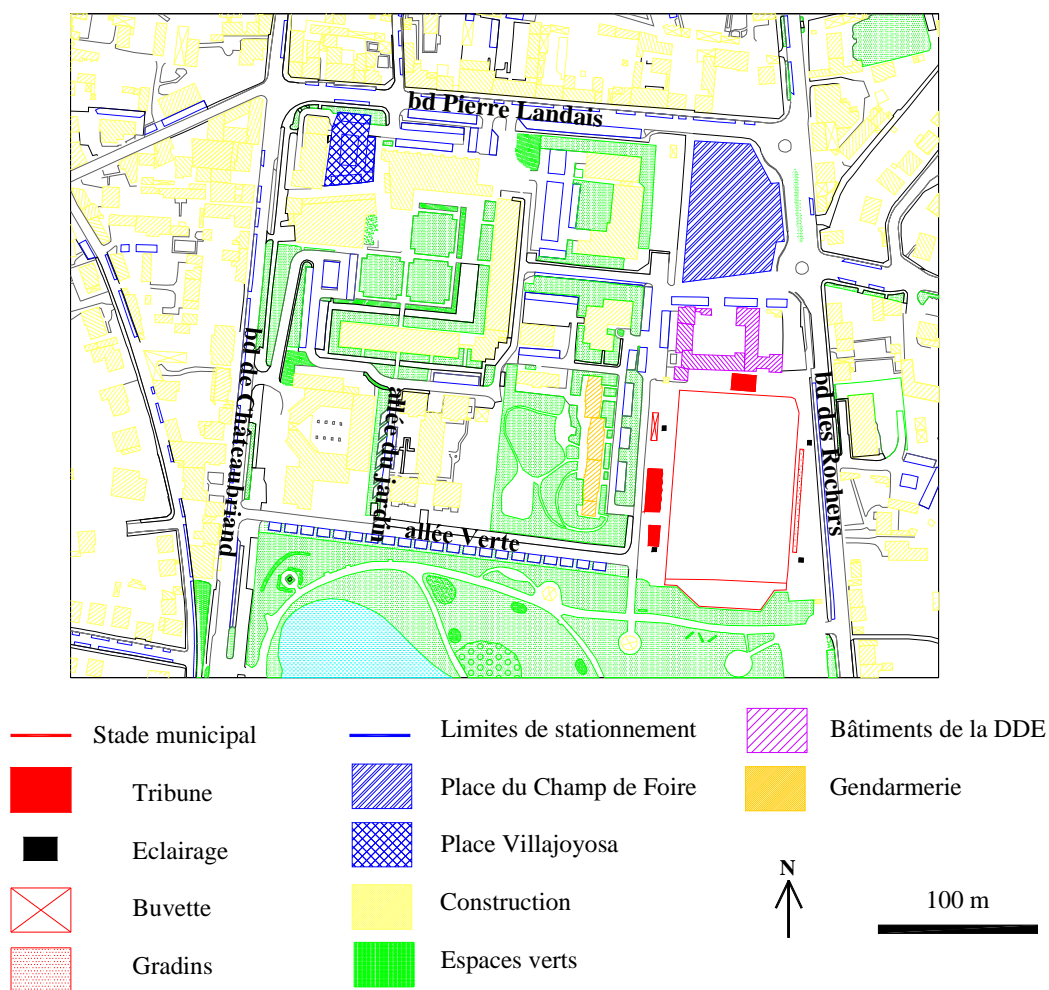 bd Pierre Landais
bd de Châteaubriand
allée du jardin
allée Verte
bd des Rochers
Stade municipal
Tribune
Eclairage
Buvette
Gradins
Limites de stationnement
Place du Champ de Foire
Place Villajoyosa
Construction
Espaces verts
Bâtiments de la DDE
Gendarmerie
N
100 m